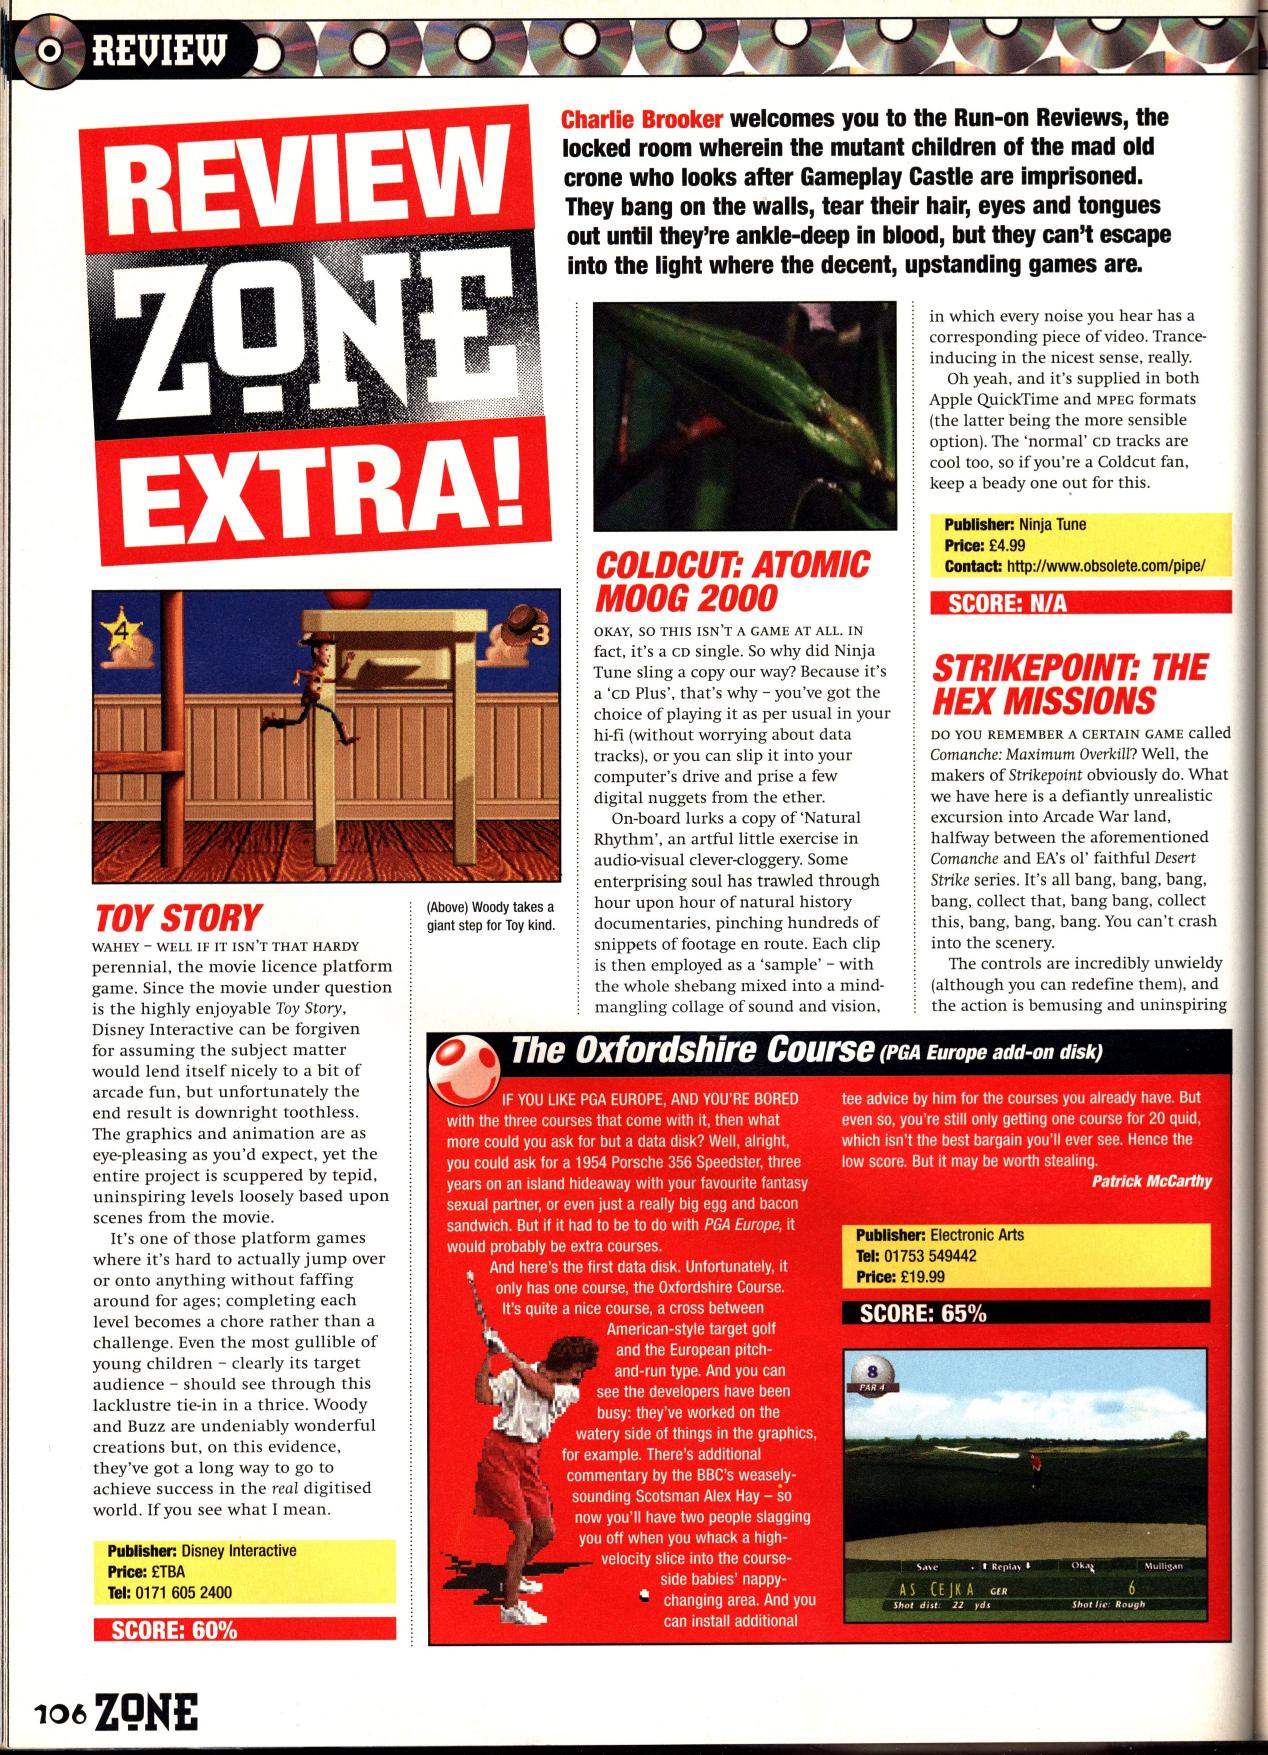 REVIEW
REVIEW
ZONE
EXTRA!
Charlie Brooker welcomes you to the Run-on Reviews, the
locked room wherein the mutant children of the mad old
crone who looks after Gameplay Castle are imprisoned.
They bang on the walls, tear their hair, eyes and tongues
out until they're ankle-deep in blood, but they can't escape
into the light where the decent, upstanding games are.
4
3
(Above) Woody takes a
giant step for Toy kind.
TOY STORY
WAHEY – WELL IF IT ISN'T THAT HARDY
perennial, the movie licence platform
game. Since the movie under question
is the highly enjoyable Toy Story,
Disney Interactive can be forgiven
for assuming the subject matter
would lend itself nicely to a bit of
arcade fun, but unfortunately the
end result is downright toothless.
The graphics and animation are as
eye-pleasing as you'd expect, yet the
entire project is scuppered by tepid,
uninspiring levels loosely based upon
scenes from the movie.
It's one of those platform games
where it's hard to actually jump over
or onto anything without faffing
around for ages; completing each
level becomes a chore rather than a
challenge. Even the most gullible of
young children – clearly its target
audience – should see through this
lacklustre tie-in in a thrice. Woody
and Buzz are undeniably wonderful
creations but, on this evidence,
they've got a long way to go to
achieve success in the real digitised
world. If you see what I mean.
Publisher: Disney Interactive
Price: £TBA
Tel: 0171 605 2400
SCORE: 60%
COLDCUT: ATOMIC
MOOG 2000
OKAY, SO THIS ISN'T A GAME AT ALL. IN
fact, it's a CD single. So why did Ninja
Tune sling a copy our way? Because it's
a 'CD Plus', that's why – you've got the
choice of playing it as per usual in your
hi-fi (without worrying about data
tracks), or you can slip it into your
computer's drive and prise a few
digital nuggets from the ether.
On-board lurks a copy of 'Natural
Rhythm', an artful little exercise in
audio-visual clever-cloggery. Some
enterprising soul has trawled through
hour upon hour of natural history
documentaries, pinching hundreds of
snippets of footage en route. Each clip
is then employed as a 'sample' – with
the whole shebang mixed into a mind-
mangling collage of sound and vision,
in which every noise you hear has a
corresponding piece of video. Trance-
inducing in the nicest sense, really.
Oh yeah, and it's supplied in both
Apple QuickTime and MPEG formats
(the latter being the more sensible
option). The 'normal' CD tracks are
cool too, so if you're a Coldcut fan,
keep a beady one out for this.
Publisher: Ninja Tune
Price: £4.99
Contact: http://www.obsolete.com/pipe/
SCORE: N/A
STRIKEPOINT: THE
HEX MISSIONS
DO YOU REMEMBER A CERTAIN GAME called
Comanche: Maximum Overkill? Well, the
makers of Strikepoint obviously do. What
we have here is a defiantly unrealistic
excursion into Arcade War land,
halfway between the aforementioned
Comanche and EA's ol' faithful Desert
Strike series. It's all bang, bang, bang,
bang, collect that, bang bang, collect
this, bang, bang, bang. You can't crash
into the scenery.
The controls are incredibly unwieldy
(although you can redefine them), and
the action is bemusing and uninspiring
The Oxfordshire Course (PGA Europe add-on disk)
IF YOU LIKE PGA EUROPE, AND YOU'RE BORED
with the three courses that come with it, then what
more could you ask for but a data disk? Well, alright,
you could ask for a 1954 Porsche 356 Speedster, three
years on an island hideaway with your favourite fantasy
sexual partner, or even just a really big egg and bacon
sandwich. But if it had to be to do with PGA Europe, it
would probably be extra courses.
And here's the first data disk. Unfortunately, it
only has one course, the Oxfordshire Course.
It's quite a nice course, a cross between
American-style target golf
and the European pitch-
and-run type. And you can
see the developers have been
busy: they've worked on the
watery side of things in the graphics,
for example. There's additional
commentary by the BBC's weasely-
sounding Scotsman Alex Hay – so
now you'll have two people slagging
you off when you whack a high-
velocity slice into the course-
side babies' nappy-
changing area. And you
can install additional
tee advice by him for the courses you already have. But
even so, you're still only getting one course for 20 quid,
which isn't the best bargain you'll ever see. Hence the
low score. But it may be worth stealing.
Patrick McCarthy
Publisher: Electronic Arts
Tel: 01753 549442
Price: £19.99
SCORE: 65%
8
PAR 4
Save Replay Okay Mulligan
AS CEJKA GER 6
Shot dist: 22 yds Shot lie: Rough
106 ZONE